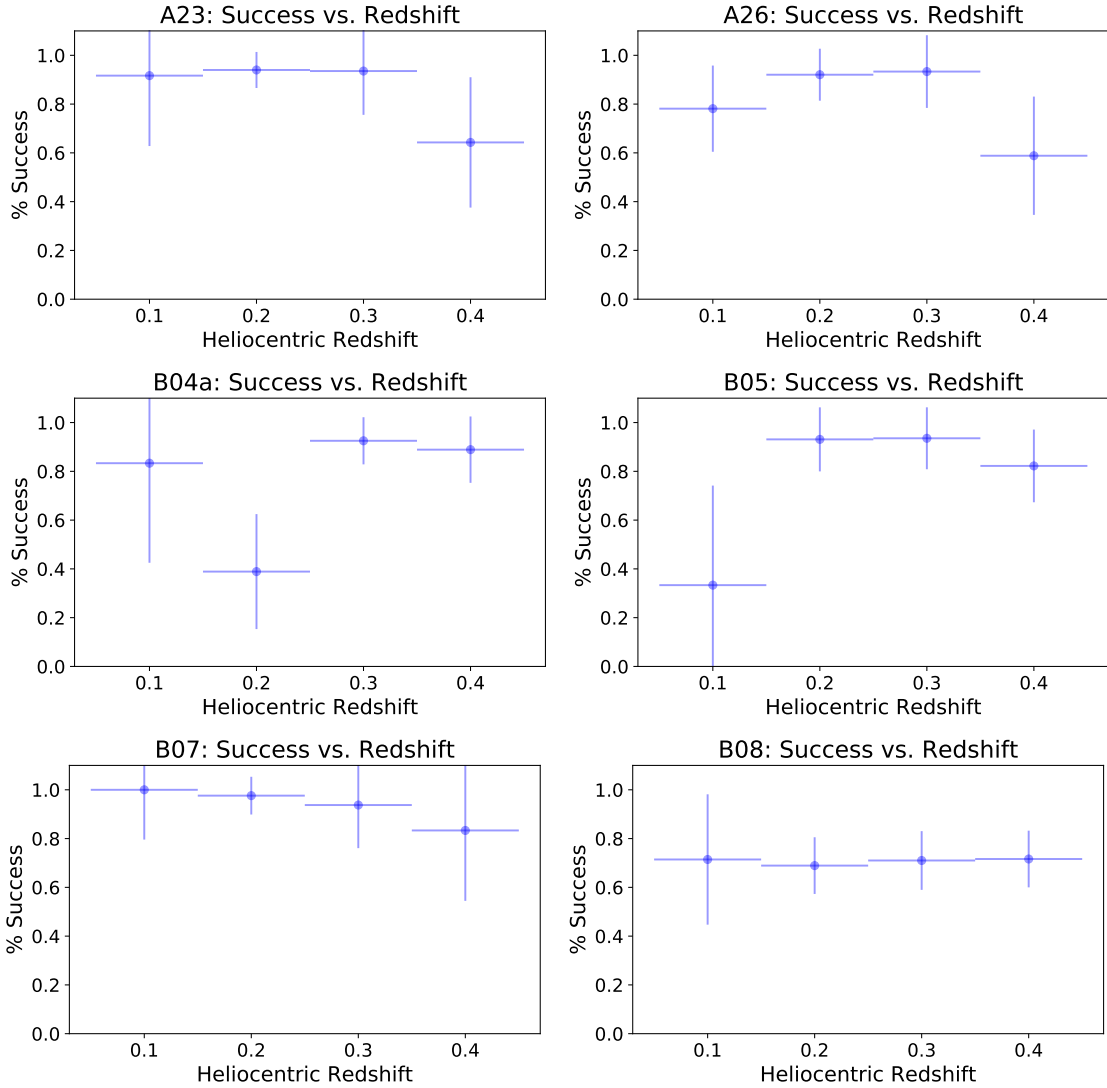 A23: Success vs. Redshift
% Success
1.0
0.8
0.6
0.4
0.2
0.0
0.1 0.2 0.3 0.4
Heliocentric Redshift
A26: Success vs. Redshift
% Success
1.0
0.8
0.6
0.4
0.2
0.0
0.1 0.2 0.3 0.4
Heliocentric Redshift
B04a: Success vs. Redshift
% Success
1.0
0.8
0.6
0.4
0.2
0.0
0.1 0.2 0.3 0.4
Heliocentric Redshift
B05: Success vs. Redshift
% Success
1.0
0.8
0.6
0.4
0.2
0.0
0.1 0.2 0.3 0.4
Heliocentric Redshift
B07: Success vs. Redshift
% Success
1.0
0.8
0.6
0.4
0.2
0.0
0.1 0.2 0.3 0.4
Heliocentric Redshift
B08: Success vs. Redshift
% Success
1.0
0.8
0.6
0.4
0.2
0.0
0.1 0.2 0.3 0.4
Heliocentric Redshift